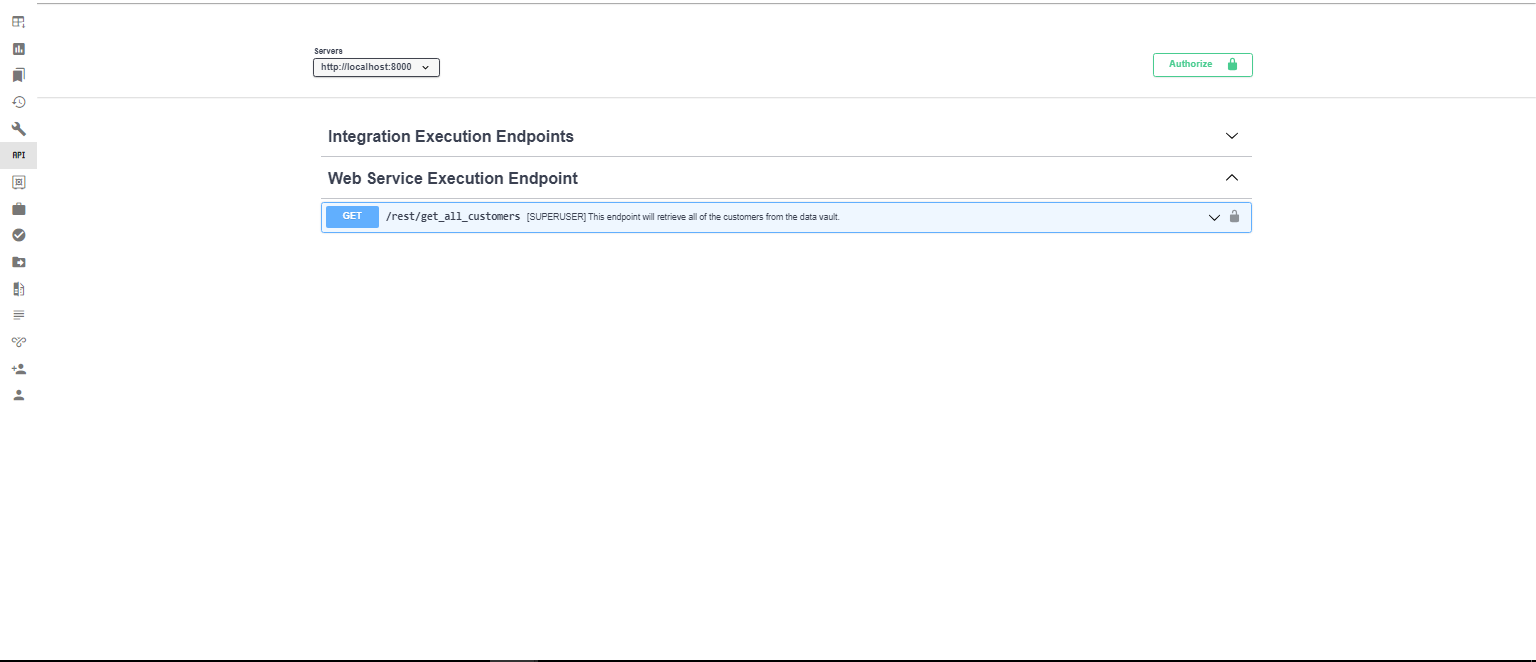 Servers
http://localhost:8000
Authorize
API
Integration Execution Endpoints
Web Service Execution Endpoint
GET /rest/get_all_customers [SUPERUSER] This endpoint will retrieve all of the customers from the data vault.